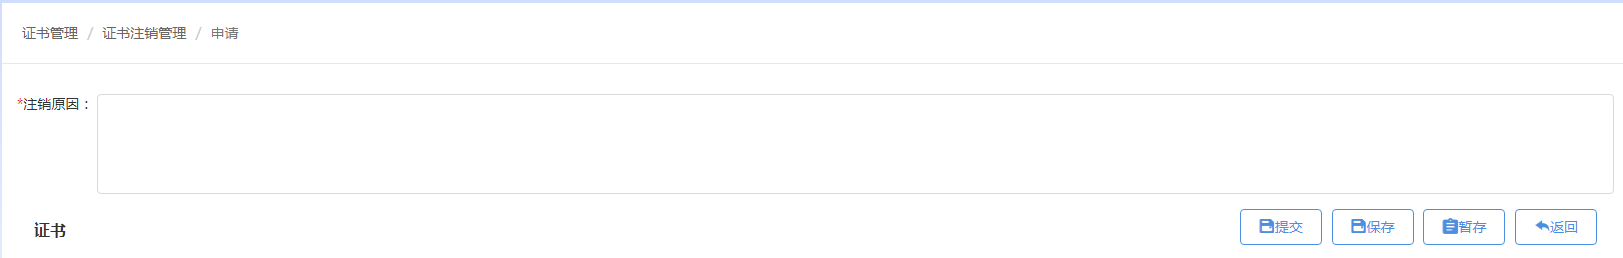 证书管理 / 证书注销管理 / 申请
*注销原因：
证书 提交 保存 暂存 返回